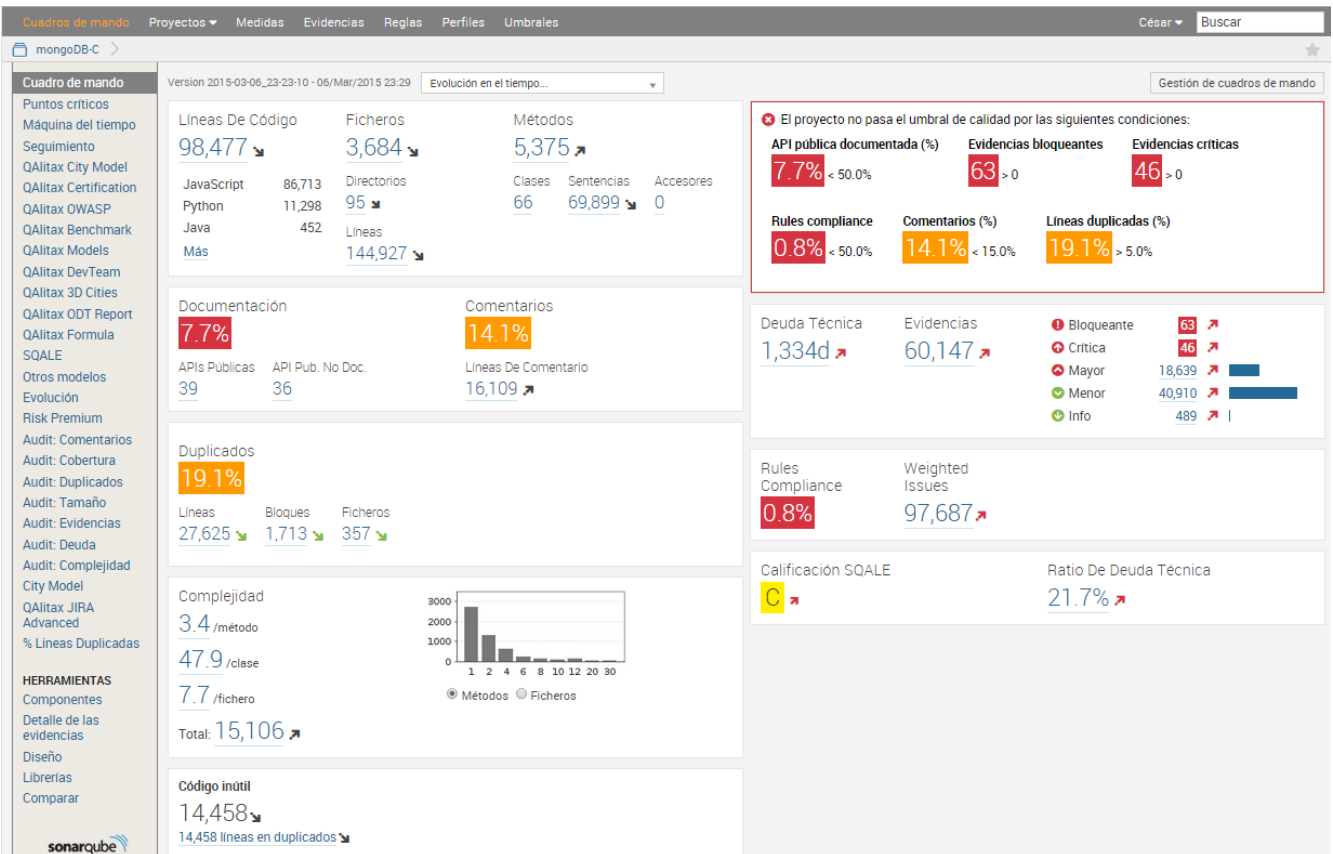 Cuadros de mando Proyectos Medidas Evidencias Reglas Perfiles Umbrales César Buscar
mongoDB-C
Cuadro de mando
Puntos críticos
Máquina del tiempo
Seguimiento
QAlitax City Model
QAlitax Certification
QAlitax OWASP
QAlitax Benchmark
QAlitax Models
QAlitax DevTeam
QAlitax 3D Cities
QAlitax ODT Report
QAlitax Formula
SQALE
Otros modelos
Evolución
Risk Premium
Audit: Comentarios
Audit: Cobertura
Audit: Duplicados
Audit: Tamaño
Audit: Evidencias
Audit: Deuda
Audit: Complejidad
City Model
QAlitax JIRA
Advanced
% Lineas Duplicadas
HERRAMIENTAS
Componentes
Detalle de las
evidencias
Diseño
Librerías
Comparar
sonarqube
Version 2015-03-06_23-23-10 - 06/Mar/2015 23:29 Evolución en el tiempo... Gestión de cuadros de mando
Líneas De Código Ficheros Métodos
98,477 3,684 5,375
JavaScript 86,713
Python 11,298
Java 452
Más
Directorios
95
Líneas
144,927
Clases Sentencias Accesores
66 69,899 0
Documentación Comentarios
7.7% 14.1%
APIs Públicas API Pub. No Doc. Líneas De Comentario
39 36 16,109
Duplicados
19.1%
Líneas Bloques Ficheros
27,625 1,713 357
Complejidad
3.4 /método
47.9 /clase
7.7 /fichero
Total: 15,106
3000
2000
1000
0
1 2 4 6 8 10 12 20 30
Métodos Ficheros
Código inútil
14,458
14,458 líneas en duplicados
El proyecto no pasa el umbral de calidad por las siguientes condiciones:
API pública documentada (%) Evidencias bloqueantes Evidencias críticas
7.7% < 50.0% 63 > 0 46 > 0
Rules compliance Comentarios (%) Líneas duplicadas (%)
0.8% < 50.0% 14.1% < 15.0% 19.1% > 5.0%
Deuda Técnica Evidencias
1,334d 60,147
Bloqueante 63
Crítica 46
Mayor 18,639
Menor 40,910
Info 489
Rules
Compliance
0.8%
Weighted
Issues
97,687
Calificación SQALE Ratio De Deuda Técnica
C 21.7%